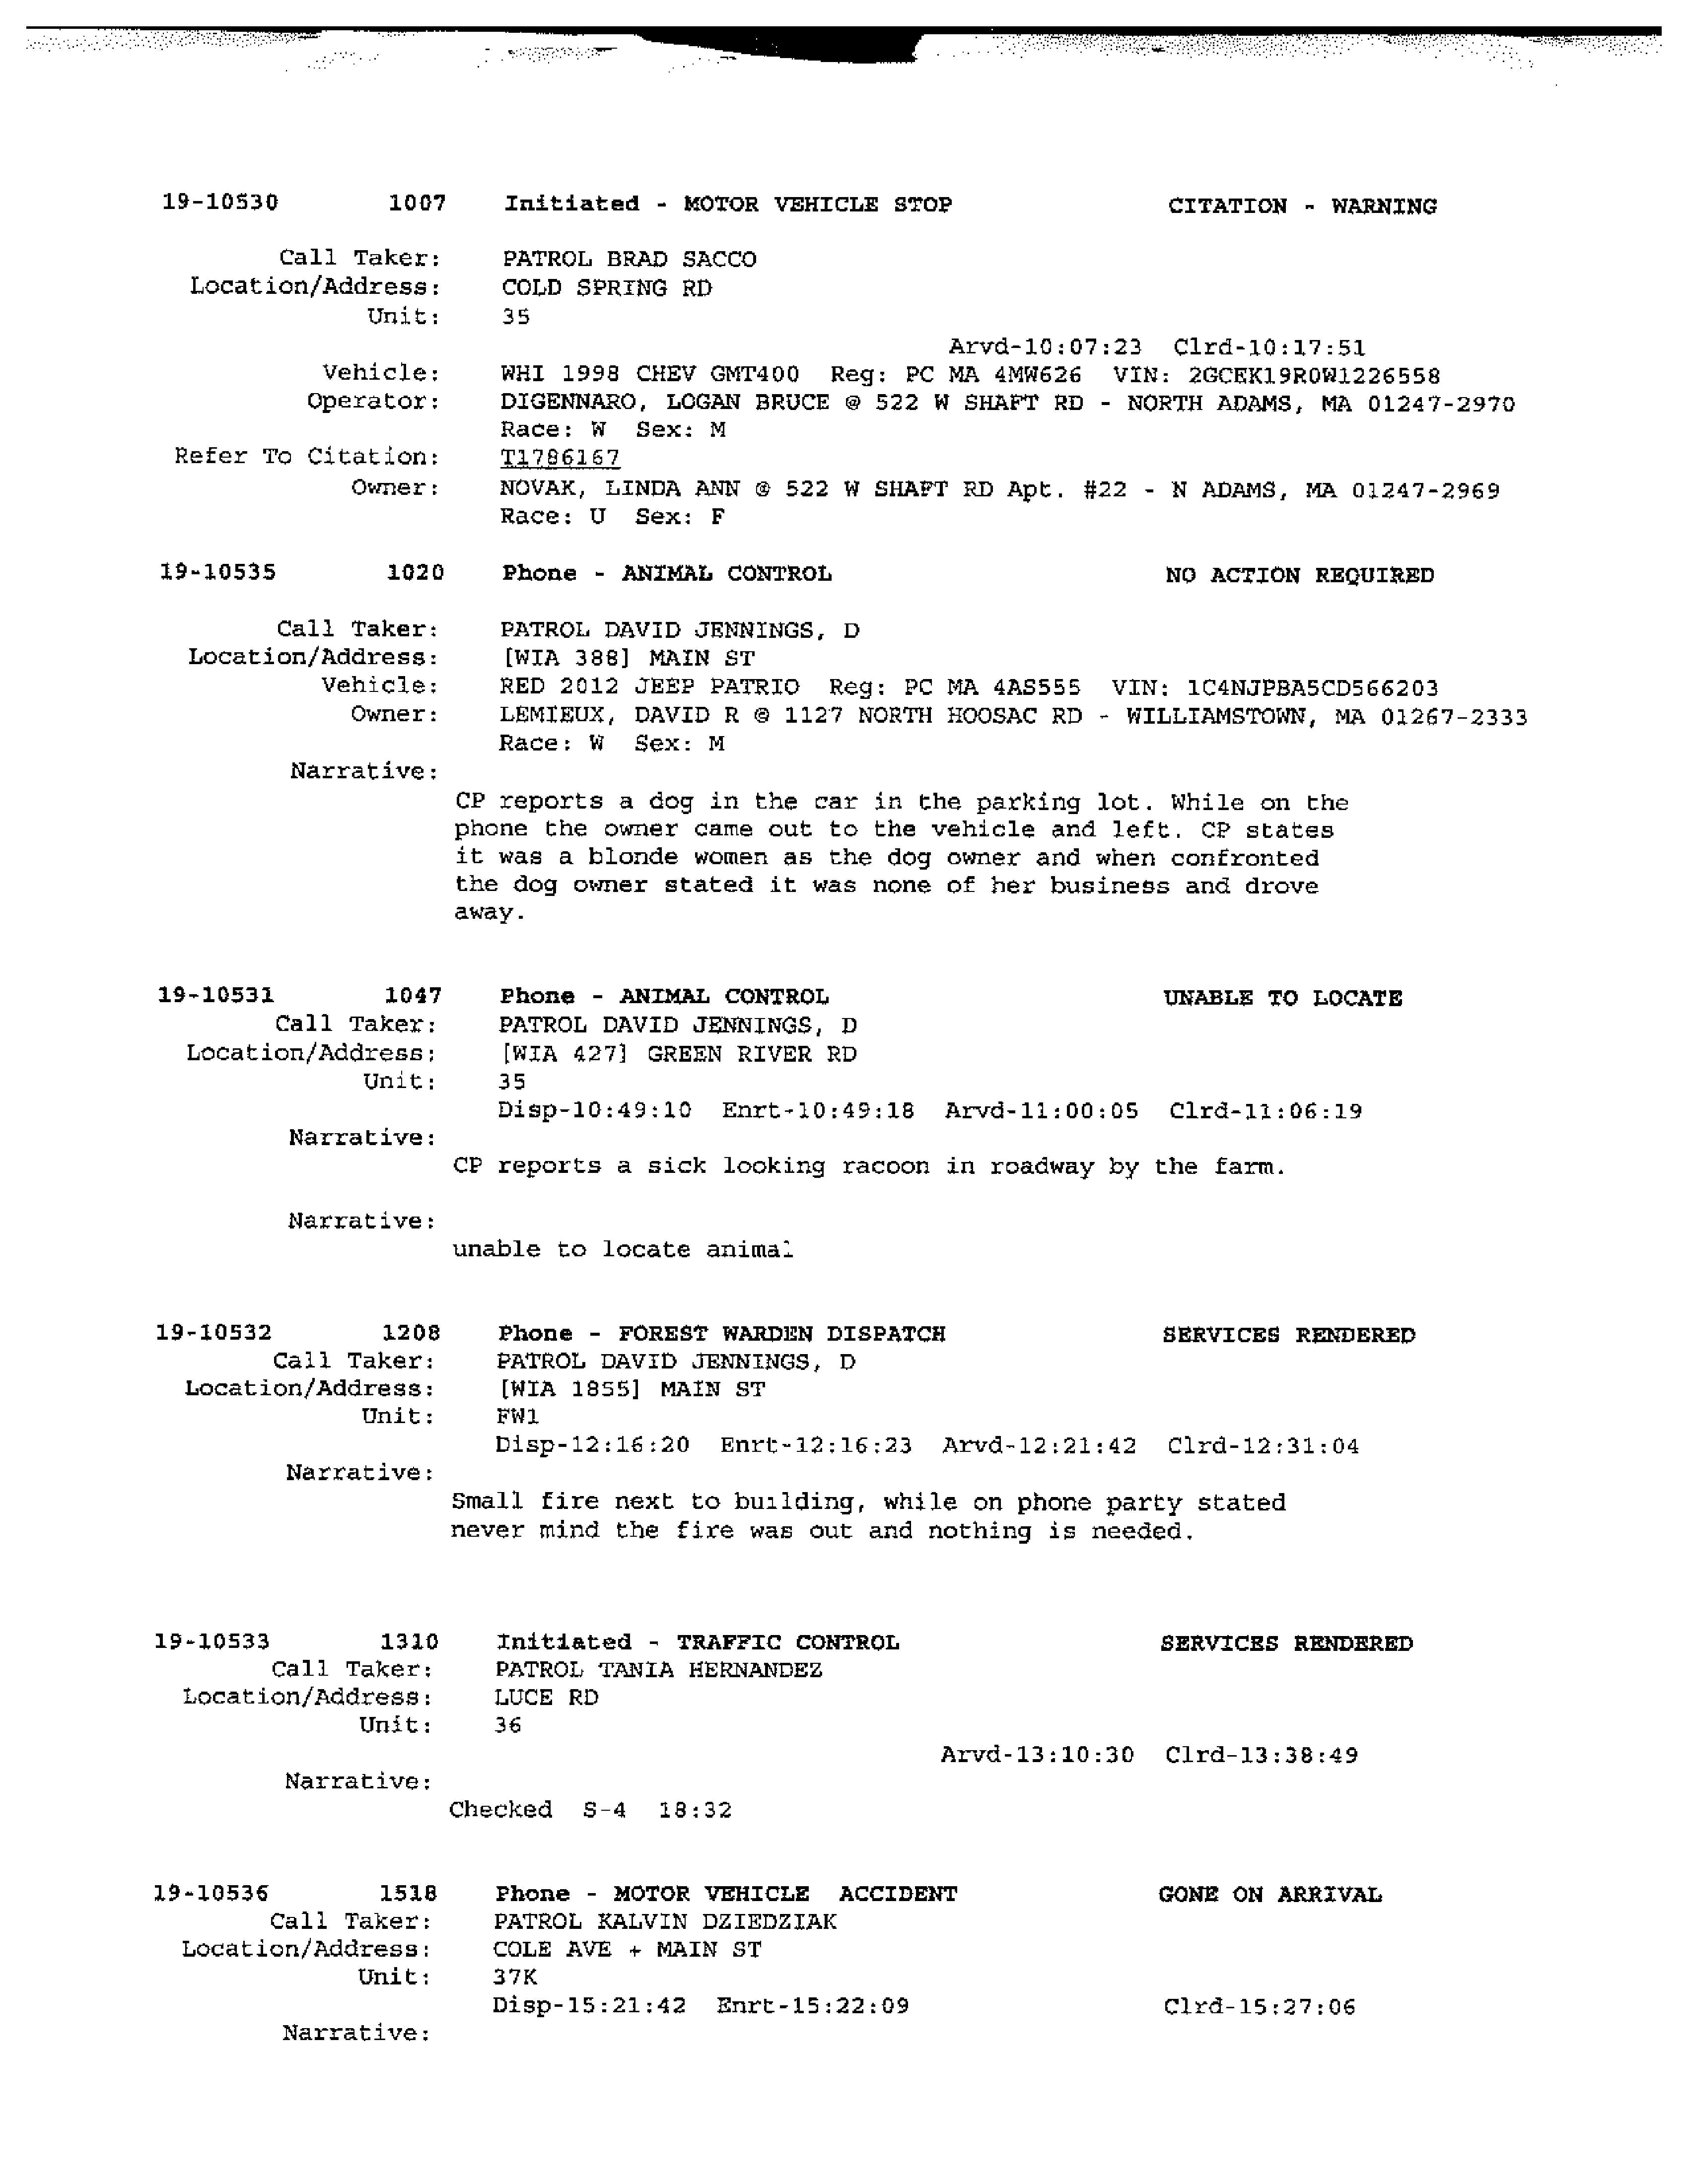 19-10530 1007 Initiated - MOTOR VEHICLE STOP CITATION - WARNING
Call Taker: PATROL BRAD SACCO
Location/Address: COLD SPRING RD
Unit: 35
Arvd-10:07:23 Clrd-10:17:51
Vehicle: WHI 1998 CHEV GMT400 Reg: PC MA 4MW626 VIN: 2GCEK19R0W1226558
Operator: DIGENNARO, LOGAN BRUCE @ 522 W SHAFT RD - NORTH ADAMS, MA 01247-2970
Race: W Sex: M
Refer To Citation: T1786167
Owner: NOVAK, LINDA ANN @ 522 W SHAFT RD Apt. #22 - N ADAMS, MA 01247-2969
Race: U Sex: F
19-10535 1020 Phone - ANIMAL CONTROL NO ACTION REQUIRED
Call Taker: PATROL DAVID JENNINGS, D
Location/Address: [WIA 388] MAIN ST
Vehicle: RED 2012 JEEP PATRIO Reg: PC MA 4AS555 VIN: 1C4NJPBA5CD566203
Owner: LEMIEUX, DAVID R @ 1127 NORTH HOOSAC RD - WILLIAMSTOWN, MA 01267-2333
Race: W Sex: M
Narrative:
CP reports a dog in the car in the parking lot. While on the
phone the owner came out to the vehicle and left. CP states
it was a blonde women as the dog owner and when confronted
the dog owner stated it was none of her business and drove
away.
19-10531 1047 Phone - ANIMAL CONTROL UNABLE TO LOCATE
Call Taker: PATROL DAVID JENNINGS, D
Location/Address: [WIA 427] GREEN RIVER RD
Unit: 35
Disp-10:49:10 Enrt-10:49:18 Arvd-11:00:05 Clrd-11:06:19
Narrative:
CP reports a sick looking racoon in roadway by the farm.
Narrative:
unable to locate animal
19-10532 1208 Phone - FOREST WARDEN DISPATCH SERVICES RENDERED
Call Taker: PATROL DAVID JENNINGS, D
Location/Address: [WIA 1855] MAIN ST
Unit: FW1
Disp-12:16:20 Enrt-12:16:23 Arvd-12:21:42 Clrd-12:31:04
Narrative:
Small fire next to building, while on phone party stated
never mind the fire was out and nothing is needed.
19-10533 1310 Initiated - TRAFFIC CONTROL SERVICES RENDERED
Call Taker: PATROL TANIA HERNANDEZ
Location/Address: LUCE RD
Unit: 36
Arvd-13:10:30 Clrd-13:38:49
Narrative:
Checked S-4 18:32
19-10536 1518 Phone - MOTOR VEHICLE ACCIDENT GONE ON ARRIVAL
Call Taker: PATROL KALVIN DZIEDZIAK
Location/Address: COLE AVE + MAIN ST
Unit: 37K
Disp-15:21:42 Enrt-15:22:09 Clrd-15:27:06
Narrative: